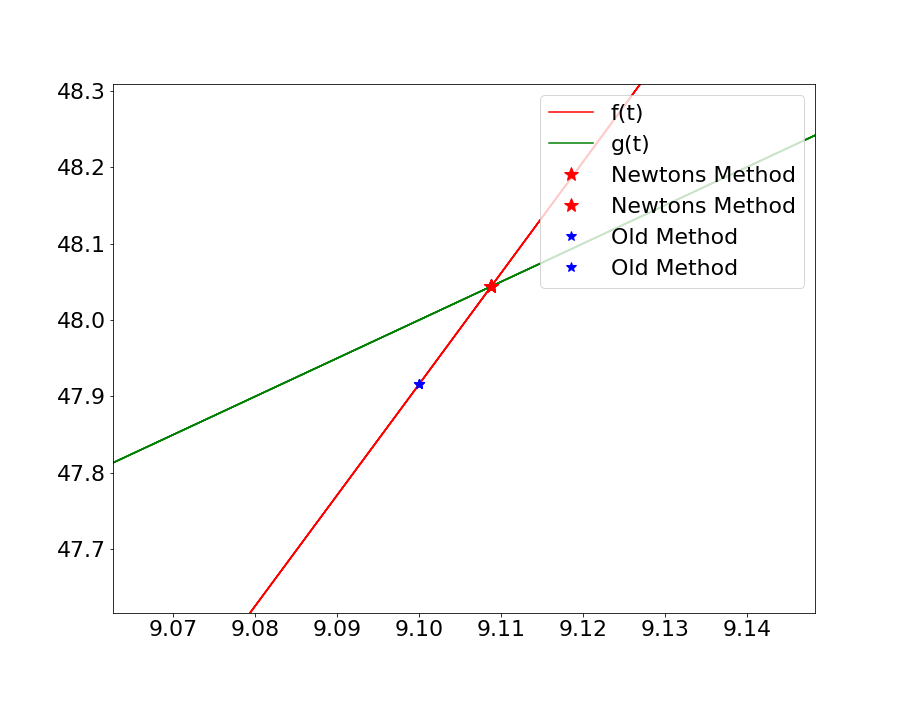 48.3
48.2
48.1
48.0
47.9
47.8
47.7
9.07 9.08 9.09 9.10 9.11 9.12 9.13 9.14
f(t)
g(t)
Newtons Method
Newtons Method
Old Method
Old Method